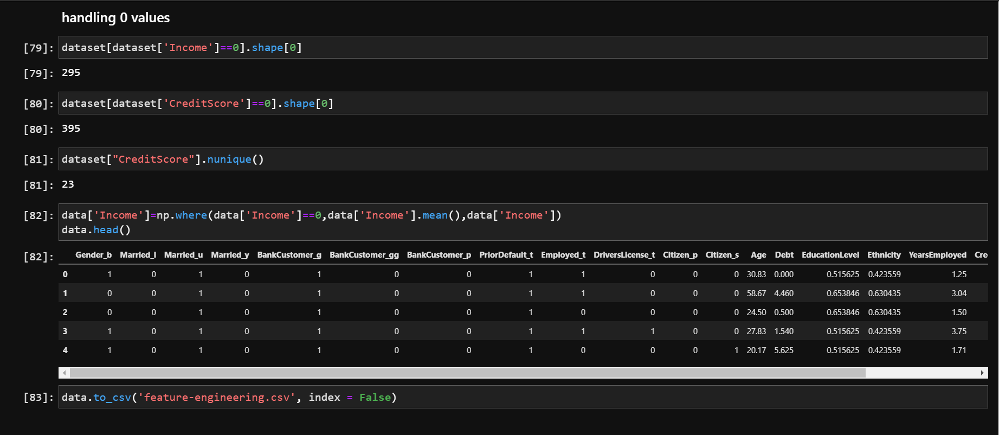 handling 0 values
[79]: dataset[dataset['Income']==0].shape[0]
[79]: 295
[80]: dataset[dataset['CreditScore']==0].shape[0]
[80]: 395
[81]: dataset["CreditScore"].nunique()
[81]: 23
[82]: data['Income']=np.where(data['Income']==0,data['Income'].mean(),data['Income'])
data.head()
[82]: Gender_b Married_l Married_u Married_y BankCustomer_g BankCustomer_gg BankCustomer_p PriorDefault_t Employed_t DriversLicense_t Citizen_p Citizen_s Age Debt EducationLevel Ethnicity YearsEmployed Cre
0 1 0 1 0 1 0 0 1 1 0 0 0 30.83 0.000 0.515625 0.423559 1.25
1 0 0 1 0 1 0 0 1 1 0 0 0 58.67 4.460 0.653846 0.630435 3.04
2 0 0 1 0 1 0 0 1 0 0 0 0 24.50 0.500 0.653846 0.630435 1.50
3 1 0 1 0 1 0 0 1 1 1 0 0 27.83 1.540 0.515625 0.423559 3.75
4 1 0 1 0 1 0 0 1 0 0 0 1 20.17 5.625 0.515625 0.423559 1.71
[83]: data.to_csv('feature-engineering.csv', index = False)